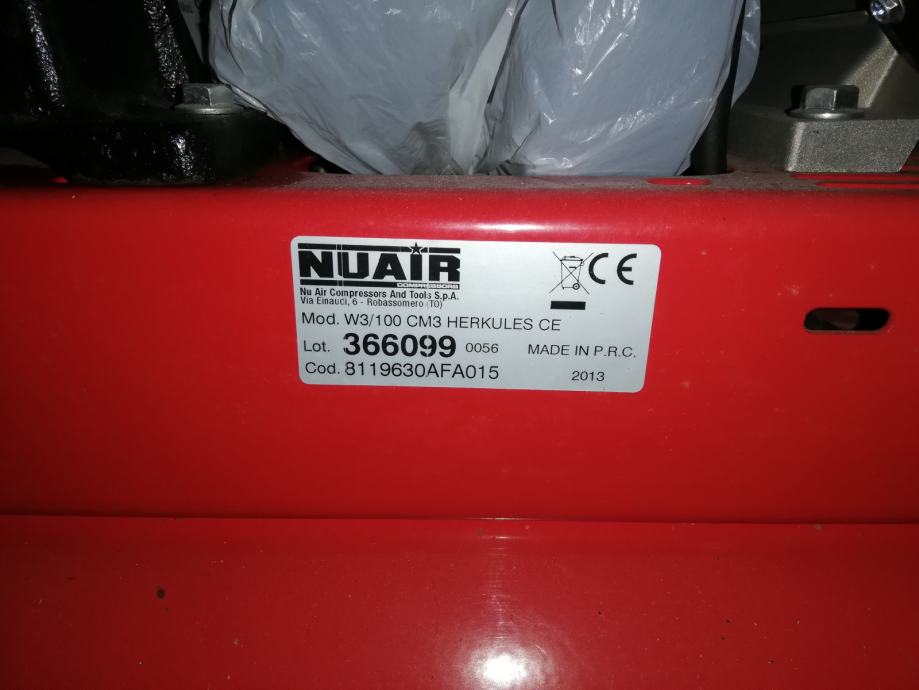 NUAIR
COMPRESSORS
CE
Nu Air Compressors And Tools S.p.A.
Via Einaudi, 6 - Robassomero (TO)
Mod. W3/100 CM3 HERKULES CE
Lot. 366099 0056 MADE IN P.R.C.
Cod. 8119630AFA015 2013